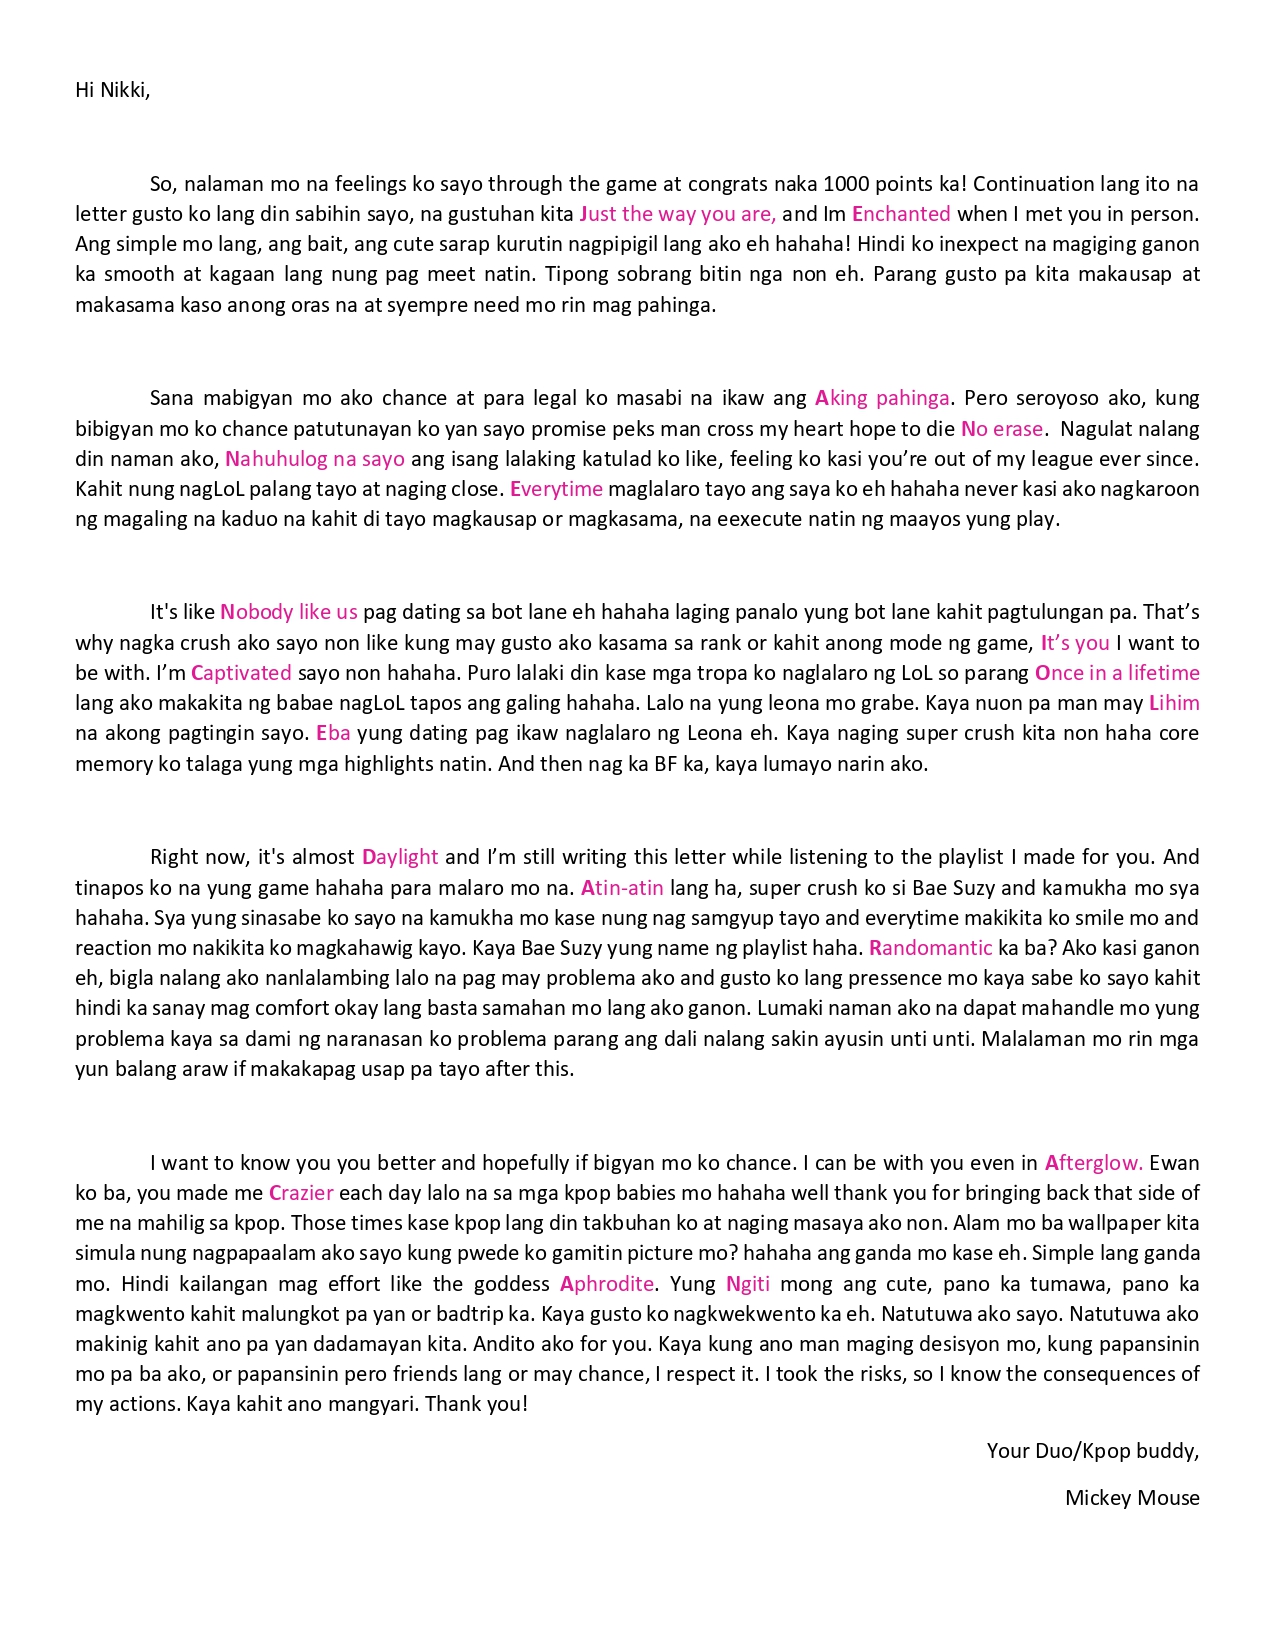 Hi Nikki,
So, nalaman mo na feelings ko sayo through the game at congrats naka 1000 points ka! Continuation lang ito na
letter gusto ko lang din sabihin sayo, na gustuhan kita Just the way you are, and Im Enchanted when I met you in person.
Ang simple mo lang, ang bait, ang cute sarap kurutin nagpipigil lang ako eh hahaha! Hindi ko inexpect na magiging ganon
ka smooth at kagaan lang nung pag meet natin. Tipong sobrang bitin nga non eh. Parang gusto pa kita makausap at
makasama kaso anong oras na at syempre need mo rin mag pahinga.
Sana mabigyan mo ako chance at para legal ko masabi na ikaw ang Aking pahinga. Pero seroyoso ako, kung
bibigyan mo ko chance patutunayan ko yan sayo promise peks man cross my heart hope to die No erase.  Nagulat nalang
din naman ako, Nahuhulog na sayo ang isang lalaking katulad ko like, feeling ko kasi you’re out of my league ever since.
Kahit nung nagLoL palang tayo at naging close. Everytime maglalaro tayo ang saya ko eh hahaha never kasi ako nagkaroon
ng magaling na kaduo na kahit di tayo magkausap or magkasama, na eexecute natin ng maayos yung play.
It's like Nobody like us pag dating sa bot lane eh hahaha laging panalo yung bot lane kahit pagtulungan pa. That’s
why nagka crush ako sayo non like kung may gusto ako kasama sa rank or kahit anong mode ng game, It’s you I want to
be with. I’m Captivated sayo non hahaha. Puro lalaki din kase mga tropa ko naglalaro ng LoL so parang Once in a lifetime
lang ako makakita ng babae nagLoL tapos ang galing hahaha. Lalo na yung leona mo grabe. Kaya nuon pa man may Lihim
na akong pagtingin sayo. Eba yung dating pag ikaw naglalaro ng Leona eh. Kaya naging super crush kita non haha core
memory ko talaga yung mga highlights natin. And then nag ka BF ka, kaya lumayo narin ako.
Right now, it's almost Daylight and I’m still writing this letter while listening to the playlist I made for you. And
tinapos ko na yung game hahaha para malaro mo na. Atin-atin lang ha, super crush ko si Bae Suzy and kamukha mo sya
hahaha. Sya yung sinasabe ko sayo na kamukha mo kase nung nag samgyup tayo and everytime makikita ko smile mo and
reaction mo nakikita ko magkahawig kayo. Kaya Bae Suzy yung name ng playlist haha. Randomantic ka ba? Ako kasi ganon
eh, bigla nalang ako nanlalambing lalo na pag may problema ako and gusto ko lang pressence mo kaya sabe ko sayo kahit
hindi ka sanay mag comfort okay lang basta samahan mo lang ako ganon. Lumaki naman ako na dapat mahandle mo yung
problema kaya sa dami ng naranasan ko problema parang ang dali nalang sakin ayusin unti unti. Malalaman mo rin mga
yun balang araw if makakapag usap pa tayo after this.
I want to know you you better and hopefully if bigyan mo ko chance. I can be with you even in Afterglow. Ewan
ko ba, you made me Crazier each day lalo na sa mga kpop babies mo hahaha well thank you for bringing back that side of
me na mahilig sa kpop. Those times kase kpop lang din takbuhan ko at naging masaya ako non. Alam mo ba wallpaper kita
simula nung nagpapaalam ako sayo kung pwede ko gamitin picture mo? hahaha ang ganda mo kase eh. Simple lang ganda
mo. Hindi kailangan mag effort like the goddess Aphrodite. Yung Ngiti mong ang cute, pano ka tumawa, pano ka
magkwento kahit malungkot pa yan or badtrip ka. Kaya gusto ko nagkwekwento ka eh. Natutuwa ako sayo. Natutuwa ako
makinig kahit ano pa yan dadamayan kita. Andito ako for you. Kaya kung ano man maging desisyon mo, kung papansinin
mo pa ba ako, or papansinin pero friends lang or may chance, I respect it. I took the risks, so I know the consequences of
my actions. Kaya kahit ano mangyari. Thank you!
Your Duo/Kpop buddy,
Mickey Mouse